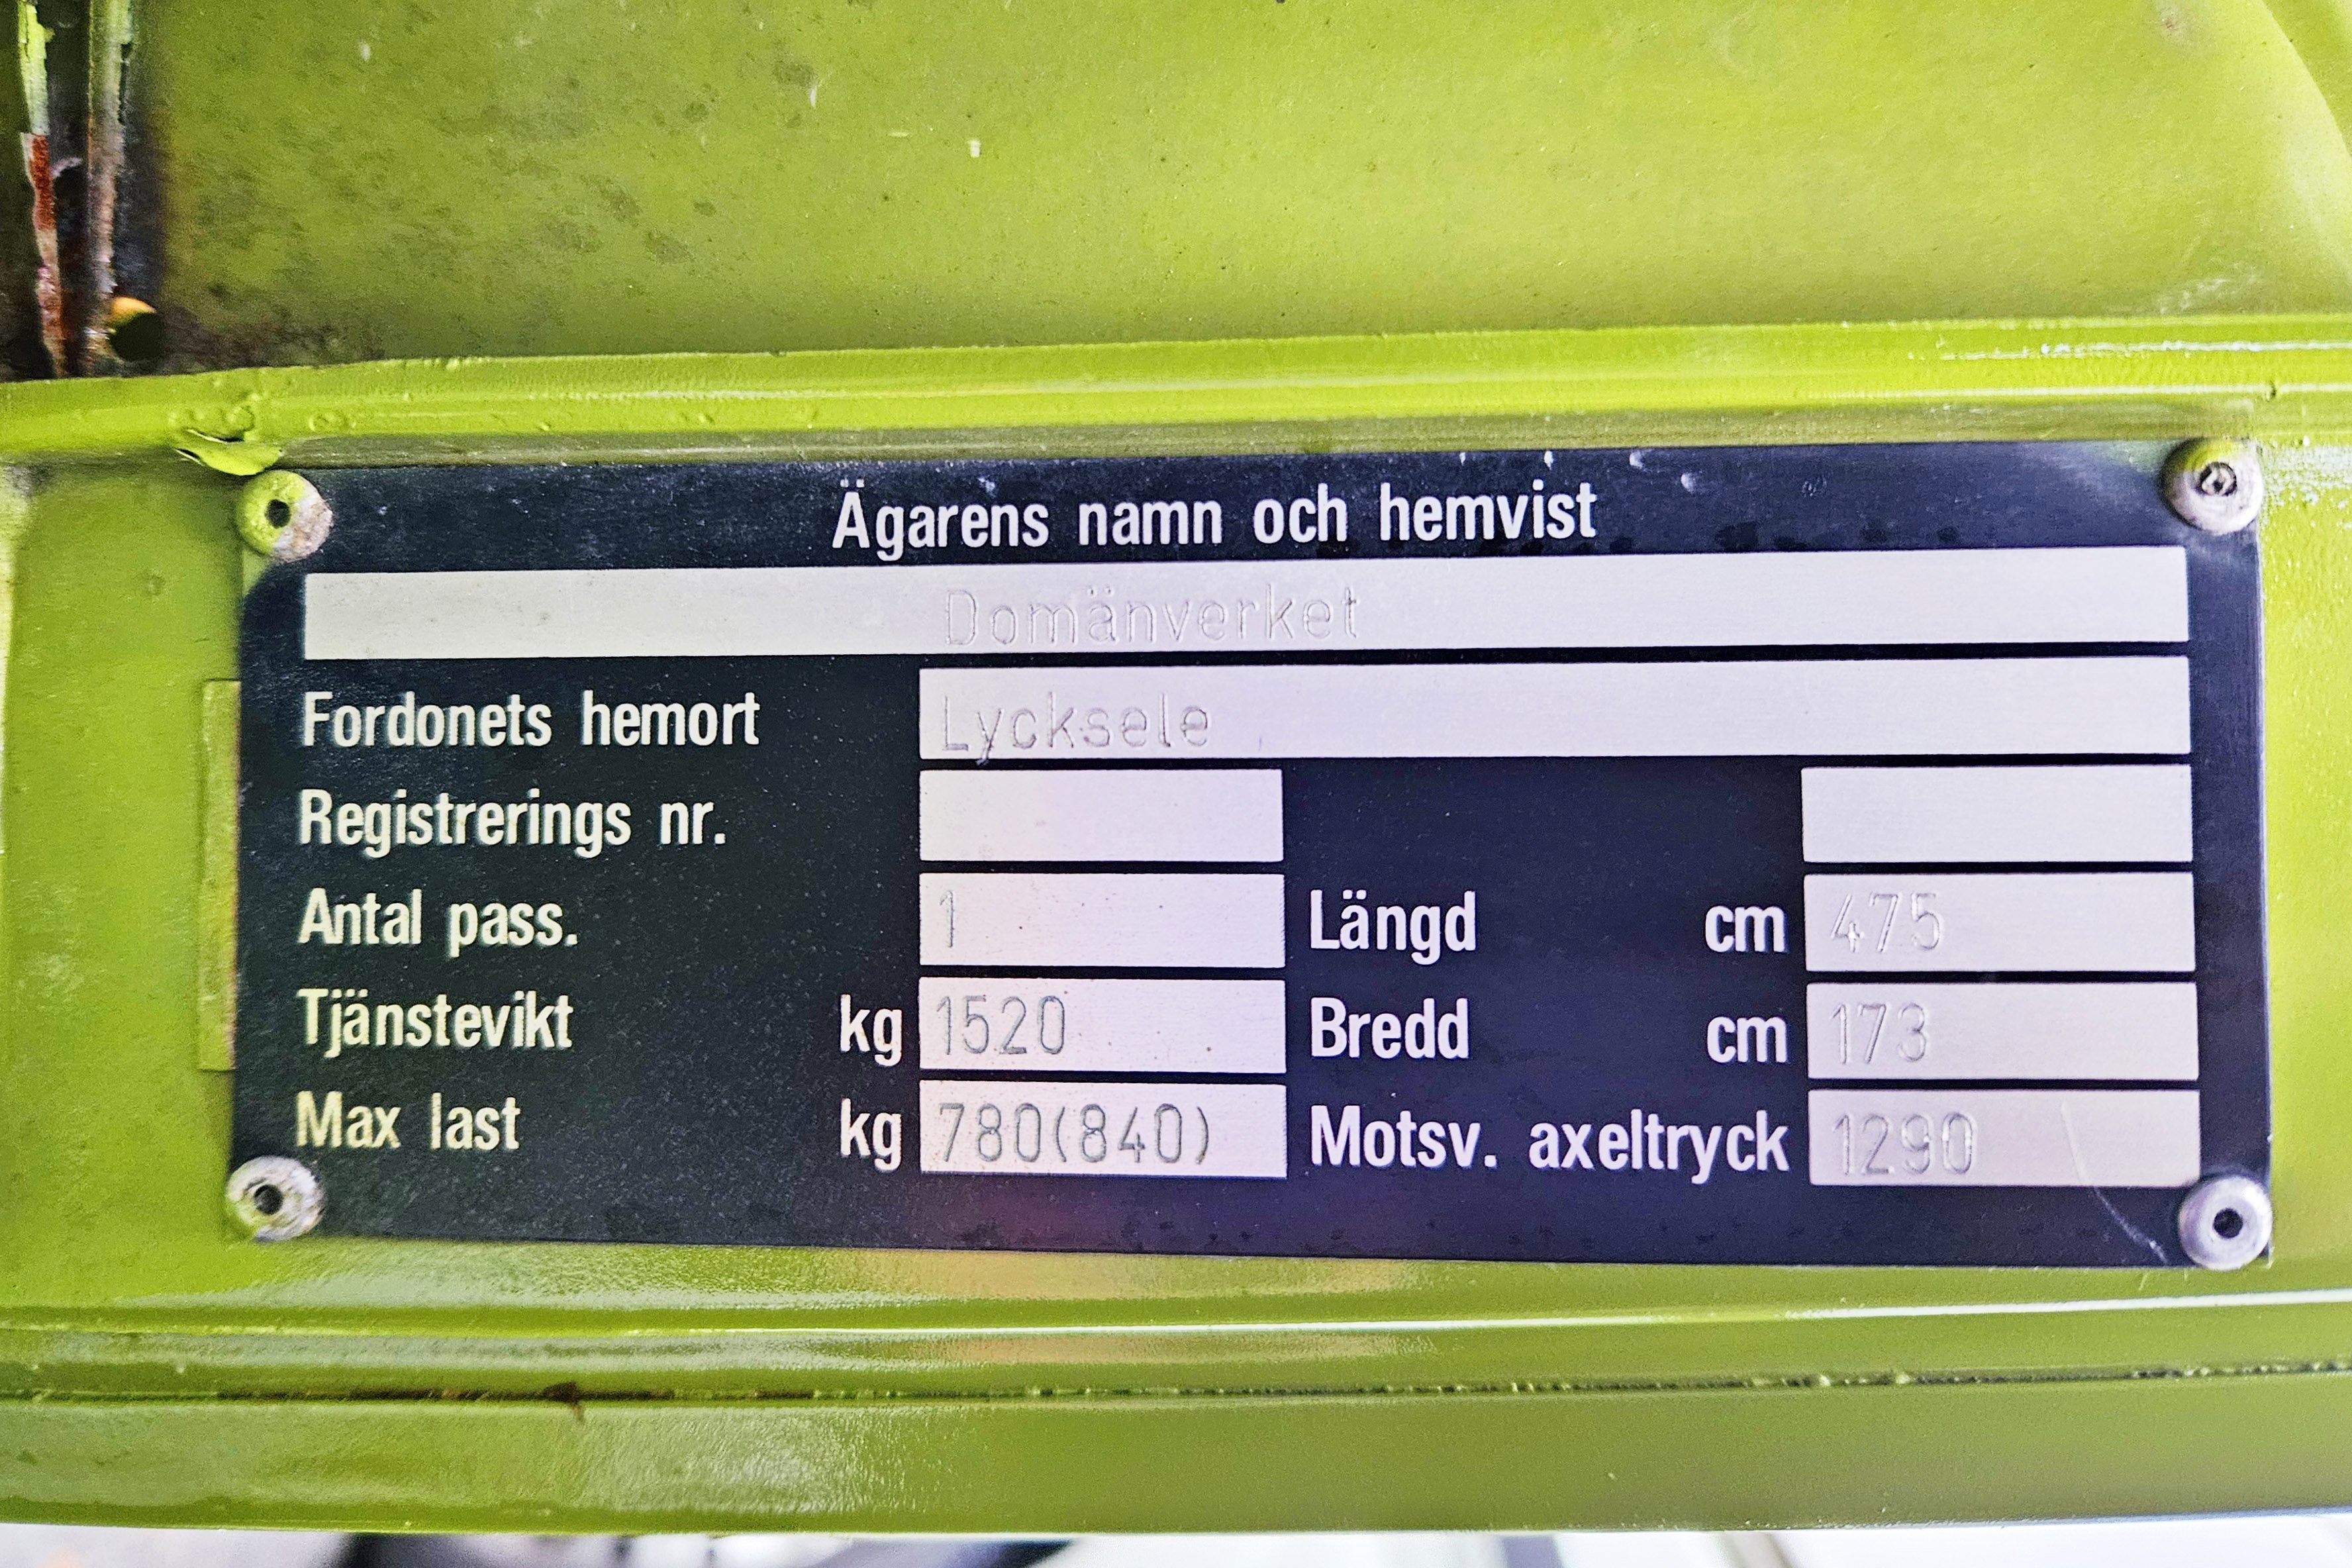 Ägarens namn och hemvist
Domänverket
Fordonets hemort Lycksele
Registrerings nr.
Antal pass. 1 Längd cm 475
Tjänstevikt kg 1520 Bredd cm 173
Max last kg 780(840) Motsv. axeltryck 1290